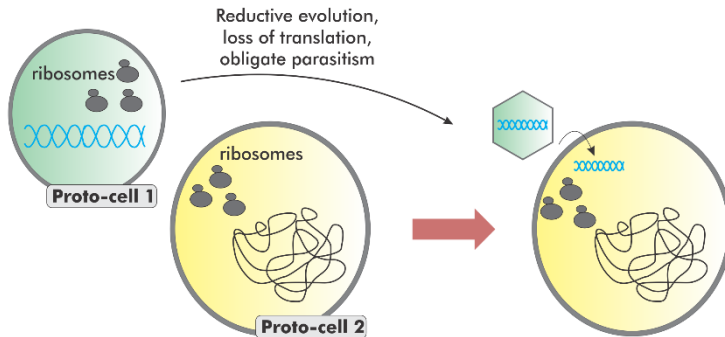 Reductive evolution,
loss of translation,
obligate parasitism
ribosomes
Proto-cell 1
ribosomes
Proto-cell 2